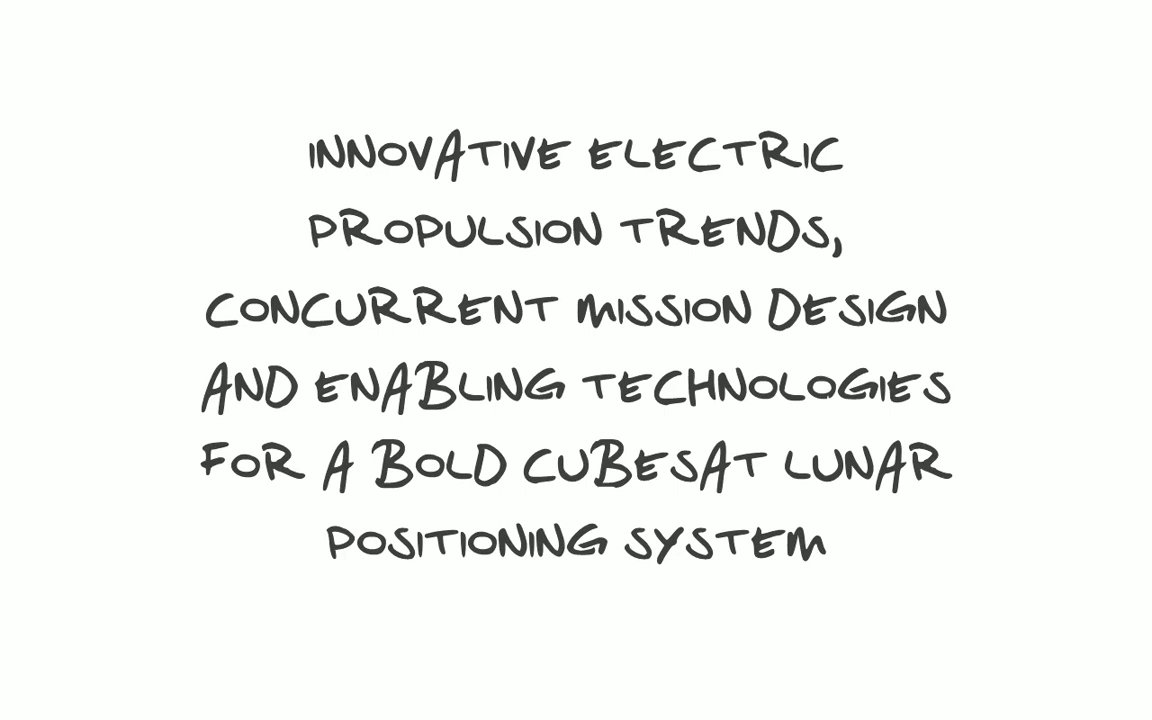 INNOVATIVE ELECTRIC
PROPULSION TRENDS,
CONCURRENT MISSION DESIGN
AND ENABLING TECHNOLOGIES
FOR A BOLD CUBESAT LUNAR
POSITIONING SYSTEM